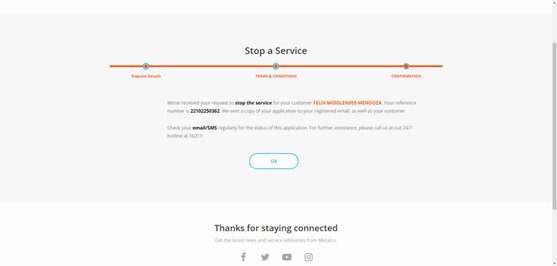 Stop a Service
Request Details
TERMS & CONDITIONS
CONFIRMATION
We've received your request to stop the service for your customer FELIX MIDDLEN955 MENDOZA. Your reference
number is 22102250362. We sent a copy of your application to your registered email, as well as your customer.
Check your email/SMS regularly for the status of this application. For further assistance, please call us at out 24/7
hotline at 16211.
OK
Thanks for staying connected
Get the latest news and service advisories from Meralco.